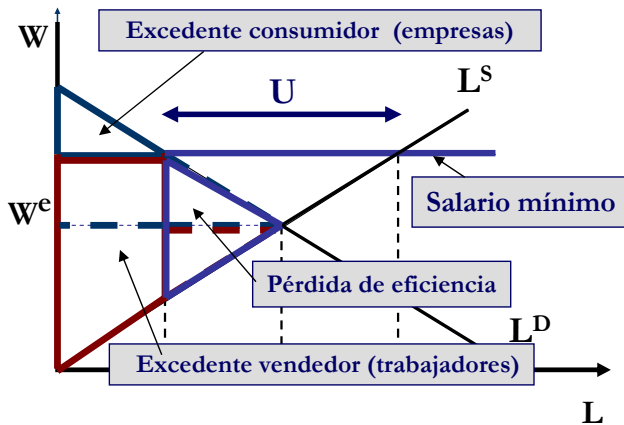 W
Excedente consumidor (empresas)
U
L^S
W^e
Salario mínimo
Pérdida de eficiencia
L^D
Excedente vendedor (trabajadores)
L